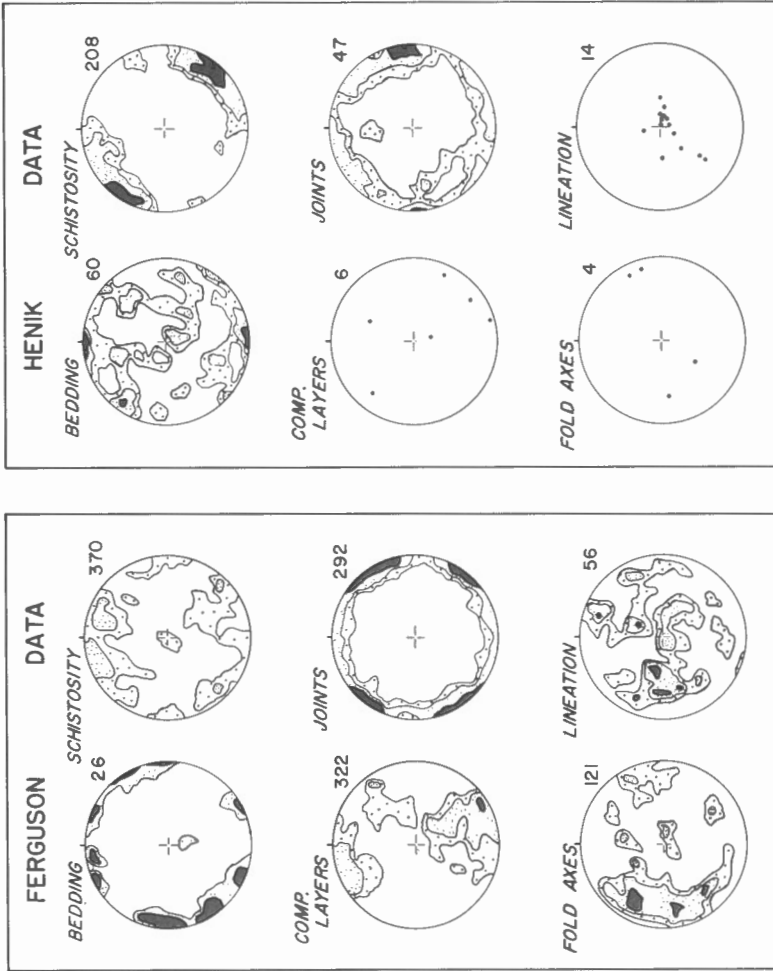 HENIK DATA
BEDDING
60
SCHISTOSITY
208
COMP.
LAYERS
6
JOINTS
47
FOLD AXES
4
LINEATION
14
FERGUSON DATA
BEDDING
26
SCHISTOSITY
370
COMP.
LAYERS
322
JOINTS
292
FOLD AXES
121
LINEATION
56